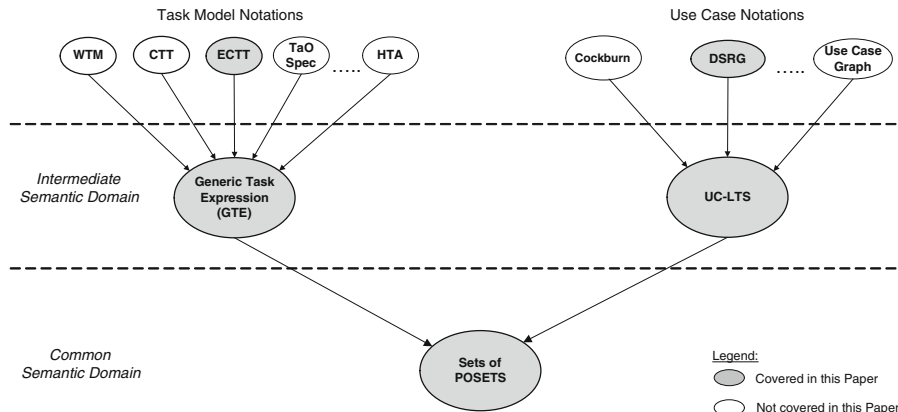 Task Model Notations
Use Case Notations
WTM
CTT
ECTT
TaO
Spec
.....
HTA
Cockburn
DSRG
.....
Use Case
Graph
Intermediate
Semantic Domain
Generic Task
Expression
(GTE)
UC-LTS
Common
Semantic Domain
Sets of
POSETS
Legend:
Covered in this Paper
Not covered in this Paper